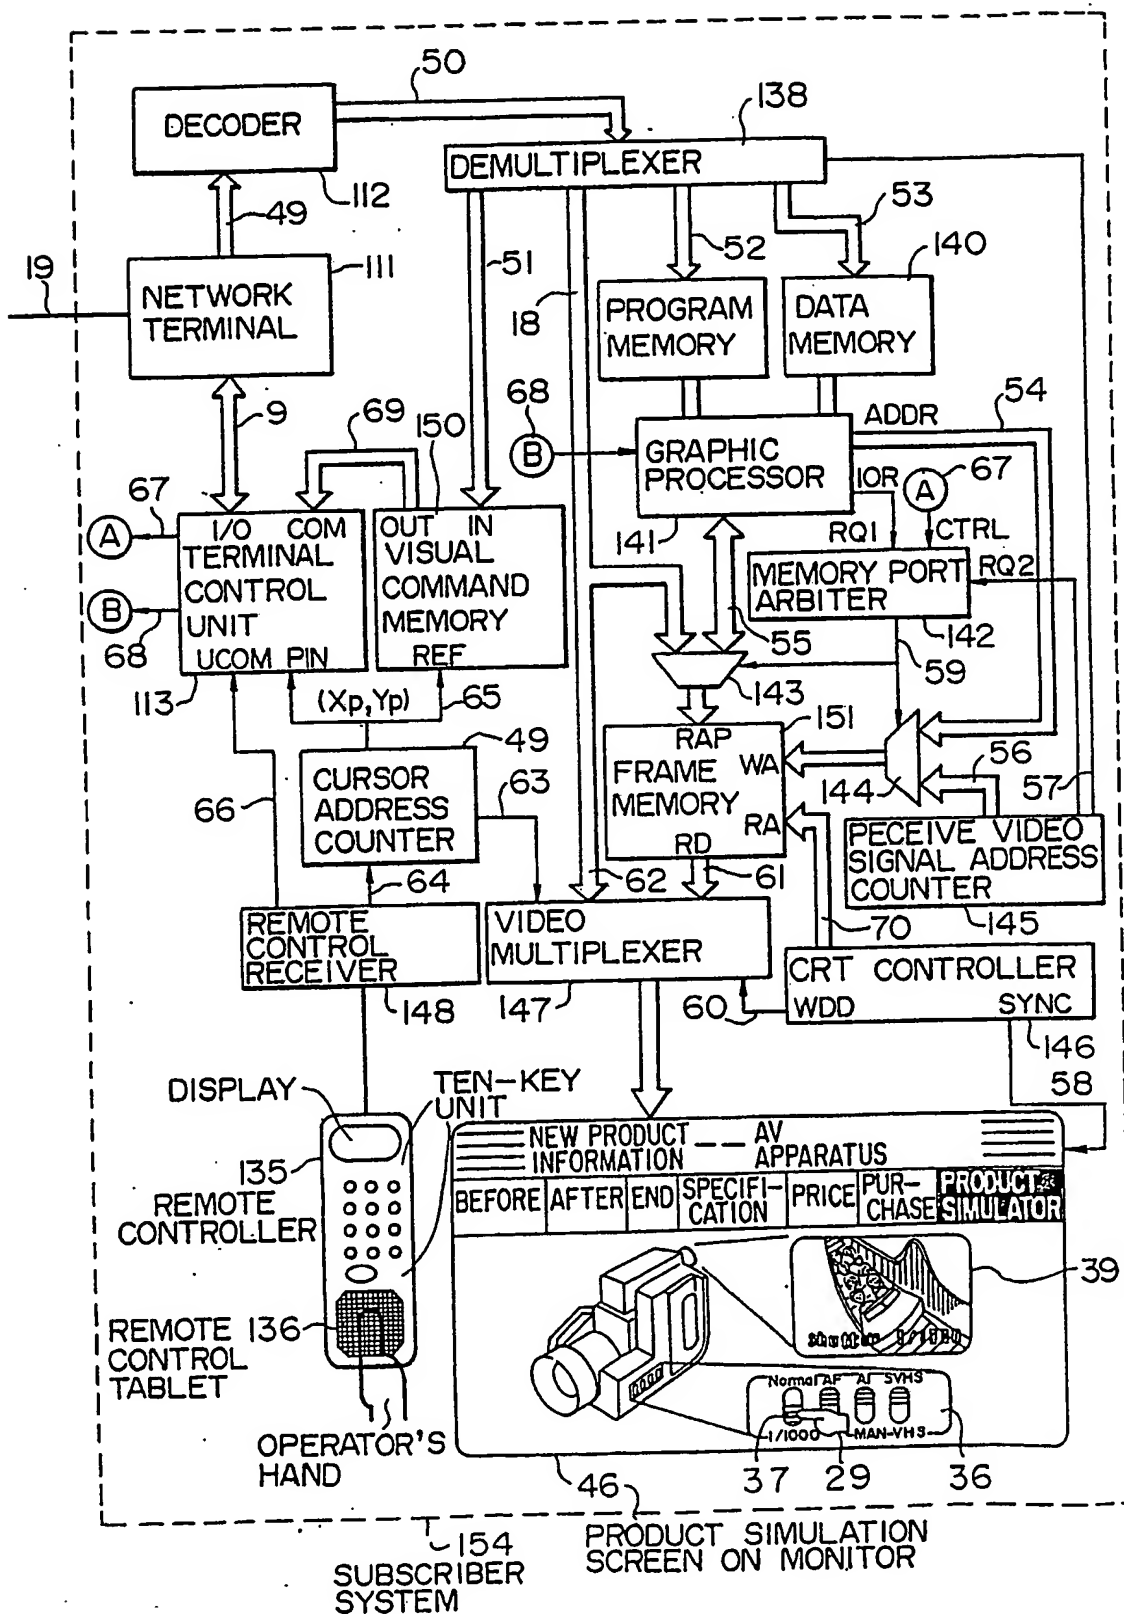 50
138
DECODER
DEMULTIPLEXER
112
49
53
52
140
19
111
51
NETWORK
TERMINAL
18
PROGRAM
MEMORY
DATA
MEMORY
9
69
150
68
ADDR
54
B
GRAPHIC
PROCESSOR
IOR
67
A
67
A
I/O COM
OUT IN
141
RQ1
CTRL
TERMINAL
CONTROL
UNIT
VISUAL
COMMAND
MEMORY
MEMORY PORT
ARBITER
RQ2
B
68
UCOM PIN
REF
55
142
59
113
(Xp,Yp)
65
143
49
151
RAP
FRAME
MEMORY
WA
CURSOR
ADDRESS
COUNTER
63
144
56
57
66
RA
RD
PECEIVE VIDEO
SIGNAL ADDRESS
COUNTER
64
62
61
REMOTE
CONTROL
RECEIVER
VIDEO
MULTIPLEXER
70
145
CRT CONTROLLER
WDD SYNC
148
147
60
146
58
DISPLAY
TEN-KEY
UNIT
NEW PRODUCT -- AV
INFORMATION APPARATUS
135
REMOTE
CONTROLLER
BEFORE
AFTER
END
SPECIFI-
CATION
PRICE
PUR-
CHASE
PRODUCT
SIMULATOR
39
Shutter 1/1000
REMOTE 136
CONTROL
TABLET
Normal AF AI SVHS
1/1000 MAN-VHS
OPERATOR'S
HAND
46
37
29
36
154
SUBSCRIBER
SYSTEM
PRODUCT SIMULATION
SCREEN ON MONITOR